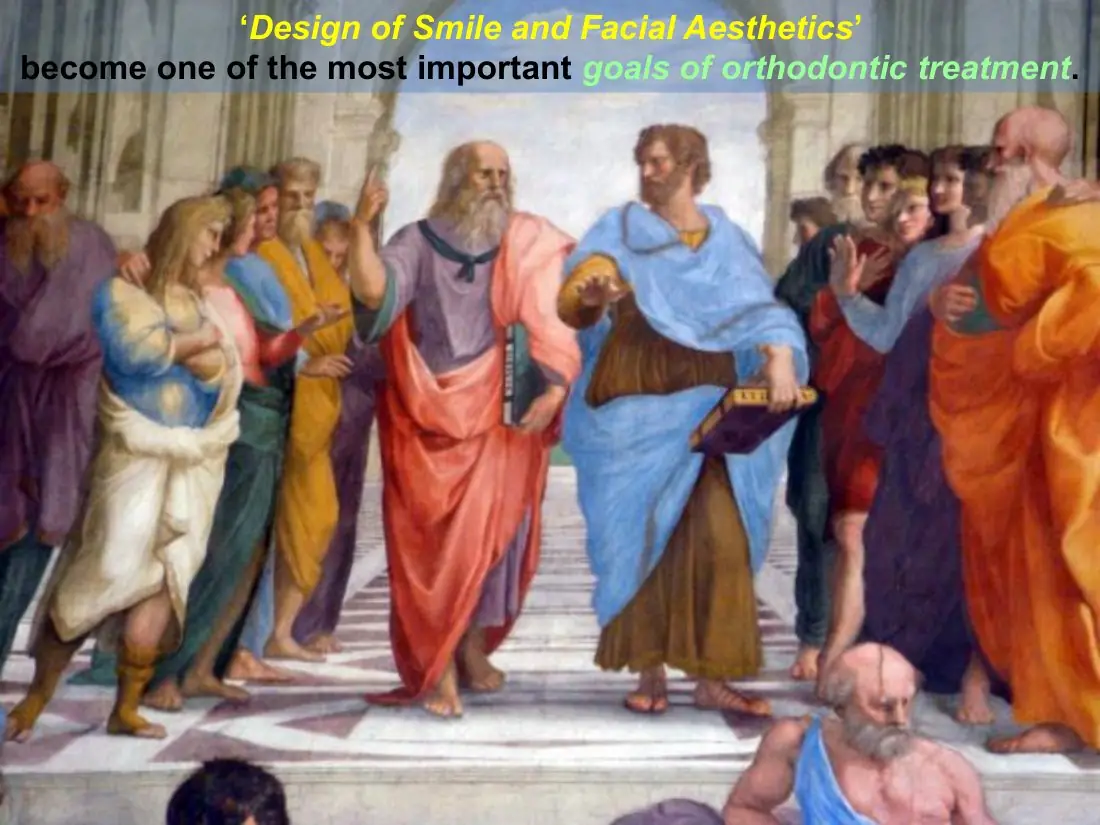 ‘Design of Smile and Facial Aesthetics’
become one of the most important goals of orthodontic treatment.